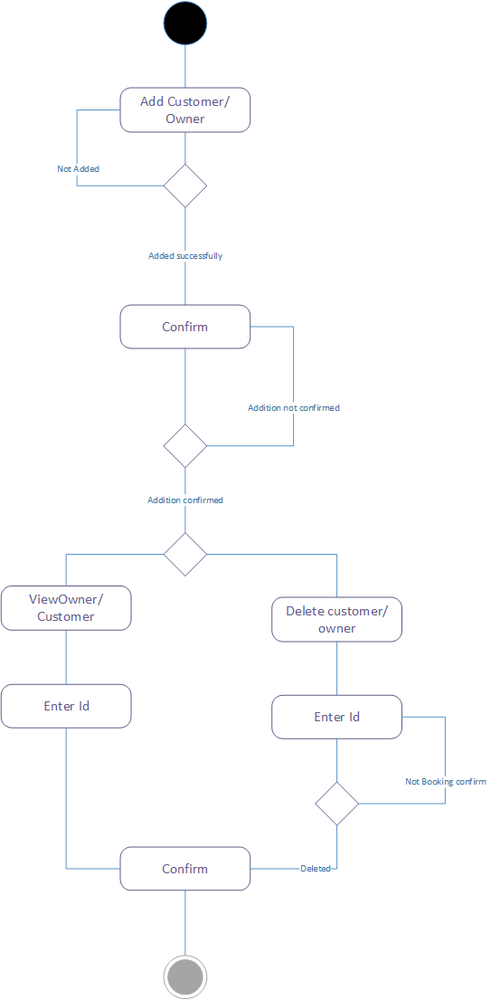 Add Customer/
Owner
Not Added
Added successfully
Confirm
Addition not confirmed
Addition confirmed
ViewOwner/
Customer
Delete customer/
owner
Enter Id
Enter Id
Not Booking confirm
Confirm
Deleted